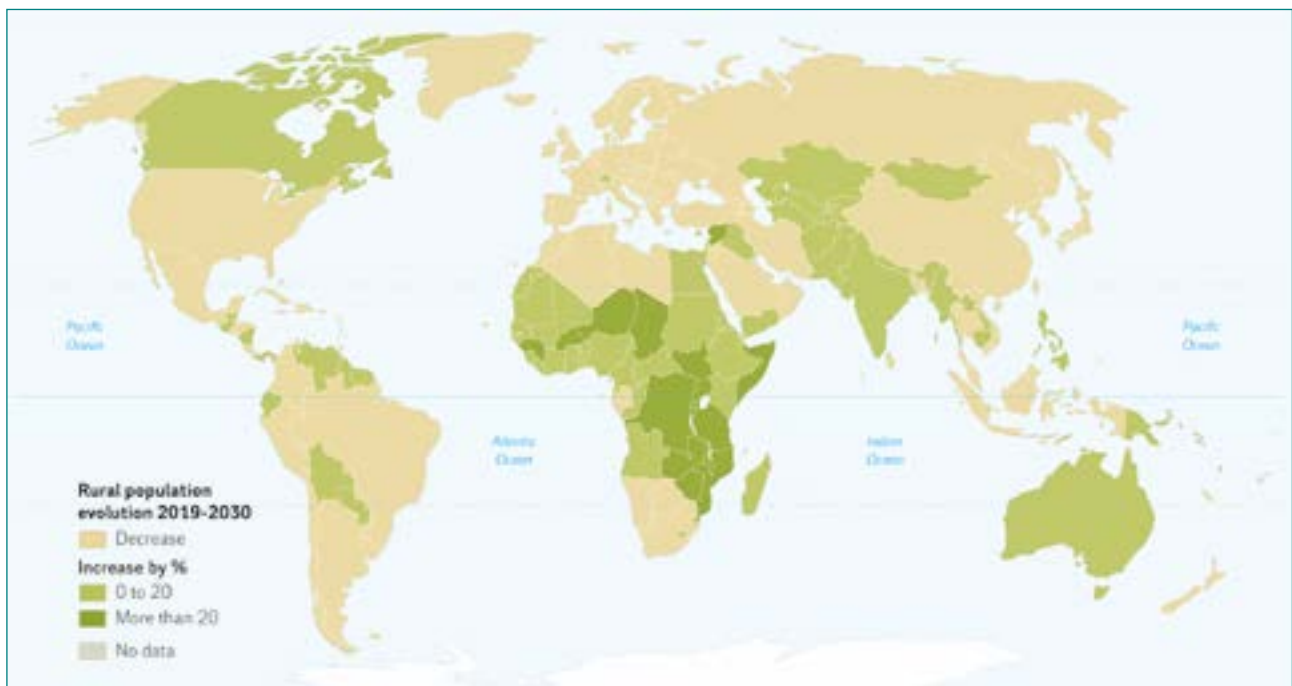 Pacific
Ocean
Pacific
Ocean
Atlantic
Ocean
Indian
Ocean
Rural population
evolution 2019-2030
Decrease
Increase by %
0 to 20
More than 20
No data